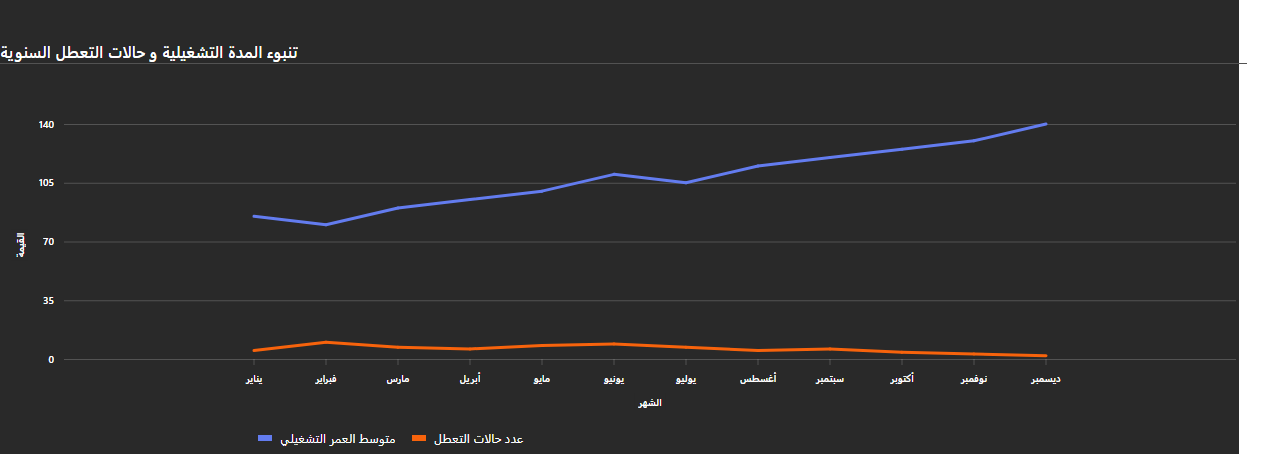 تنبوء المدة التشغيلية و حالات التعطل السنوية
140
105
70
35
0
القيمة
يناير
فبراير
مارس
أبريل
مايو
يونيو
يوليو
أغسطس
سبتمبر
أكتوبر
نوفمبر
ديسمبر
الشهر
متوسط العمر التشغيلي
عدد حالات التعطل